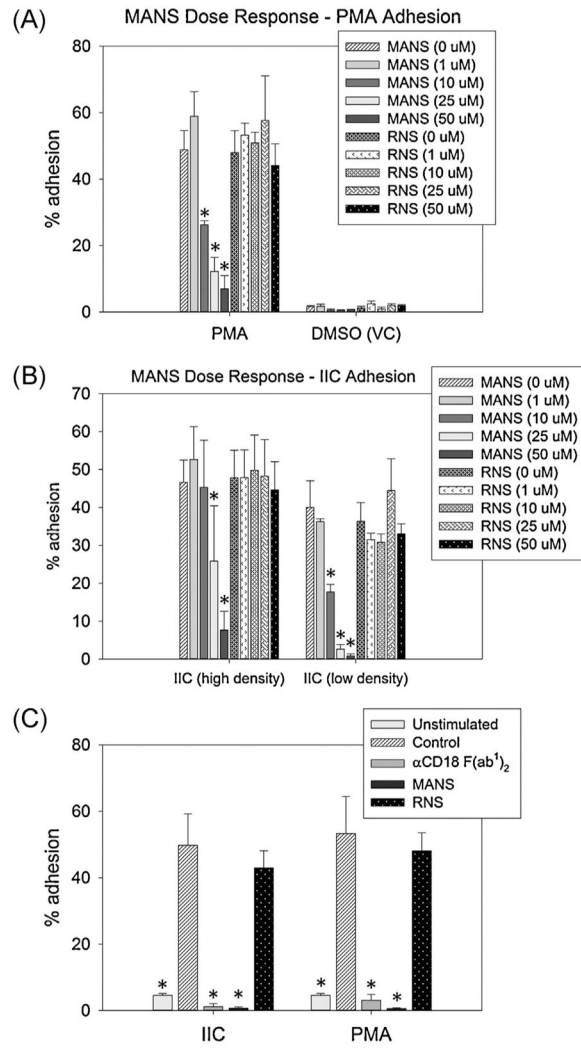 (A)
MANS Dose Response - PMA Adhesion
80
60
40
20
0
% adhesion
* * *
PMA
DMSO (VC)
MANS (0 uM)
MANS (1 uM)
MANS (10 uM)
MANS (25 uM)
MANS (50 uM)
RNS (0 uM)
RNS (1 uM)
RNS (10 uM)
RNS (25 uM)
RNS (50 uM)
(B)
MANS Dose Response - IIC Adhesion
70
60
50
40
30
20
10
0
% adhesion
* *
* * *
IIC (high density)
IIC (low density)
MANS (0 uM)
MANS (1 uM)
MANS (10 uM)
MANS (25 uM)
MANS (50 uM)
RNS (0 uM)
RNS (1 uM)
RNS (10 uM)
RNS (25 uM)
RNS (50 uM)
(C)
Unstimulated
Control
αCD18 F(ab¹)₂
MANS
RNS
80
60
40
20
0
% adhesion
* * *
* * *
IIC
PMA